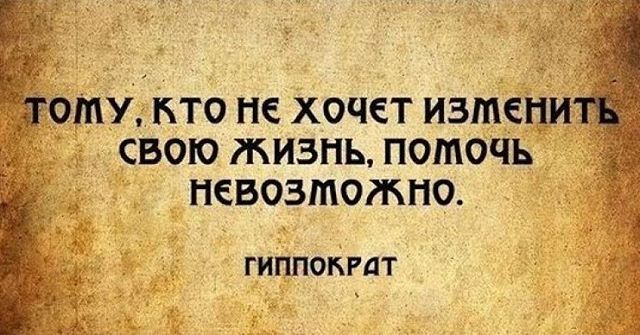 ТОМУ, КТО НЕ ХОЧЕТ ИЗМЕНИТЬ
СВОЮ ЖИЗНЬ, ПОМОЧЬ
НЕВОЗМОЖНО.
ГИППОКРАТ